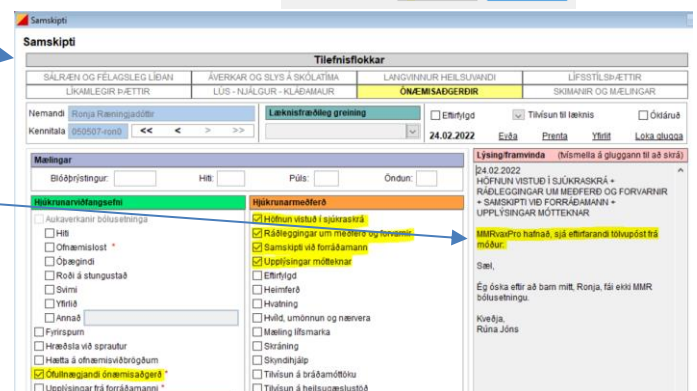 Samskipti
Samskipti
Tilefnisflokkar
SÁLRÆN OG FÉLAGSLEG LÍÐAN ÁVERKAR OG SLYS Á SKÓLATÍMA LANGVINNUR HEILSUVANDI LÍFSSTÍLSÞÆTTIR
LÍKAMLEGIR ÞÆTTIR LÚS - NJÁLGUR - KLÁÐAMAUR ÓNÆMISAÐGERÐIR SKIMANIR OG MÆLINGAR
Nemandi Ronja Ræningjadóttir Læknisfræðileg greining Eftirfylgd Tilvísun til læknis Ókláruð
Kennitala 050507-ron0 << < > >> 24.02.2022 Eyða Prenta Yfirlit Loka glugga
Mælingar
Blóðþrýstingur: Hiti: Púls: Öndun:
Hjúkrunarviðfangsefni
Aukaverkanir bólusetninga
Hiti
Ofnæmislost *
Óþægindi
Roði á stungustað
Svimi
Yfirlið
Annað
Fyrirspurn
Hræðsla við sprautur
Hætta á ofnæmisviðbrögðum
Ófullnægjandi ónæmisaðgerð *
Upplýsingar frá forráðamanni *
Hjúkrunarmeðferð
Höfnun vistuð í sjúkraskrá
Ráðleggingar um meðferð og forvarnir
Samskipti við forráðamann
Upplýsingar mótteknar
Eftirfylgd
Heimferð
Hvatning
Hvíld, umönnun og nærvera
Mæling lífsmarka
Skráning
Skyndihjálp
Tilvísun á bráðamóttöku
Tilvísun á heilsugæslustöð
Lýsing/framvinda (tvísmella á gluggann til að skrá)
24.02.2022
HÖFNUN VISTUÐ Í SJÚKRASKRÁ +
RÁÐLEGGINGAR UM MEÐFERÐ OG FORVARNIR
+ SAMSKIPTI VIÐ FORRÁÐAMANN +
UPPLÝSINGAR MÓTTEKNAR
MMRvaxPro hafnað, sjá eftirfarandi tölvupóst frá
móður:
Sæl,
Ég óska eftir að barn mitt, Ronja, fái ekki MMR
bólusetningu.
Kveðja,
Rúna Jóns